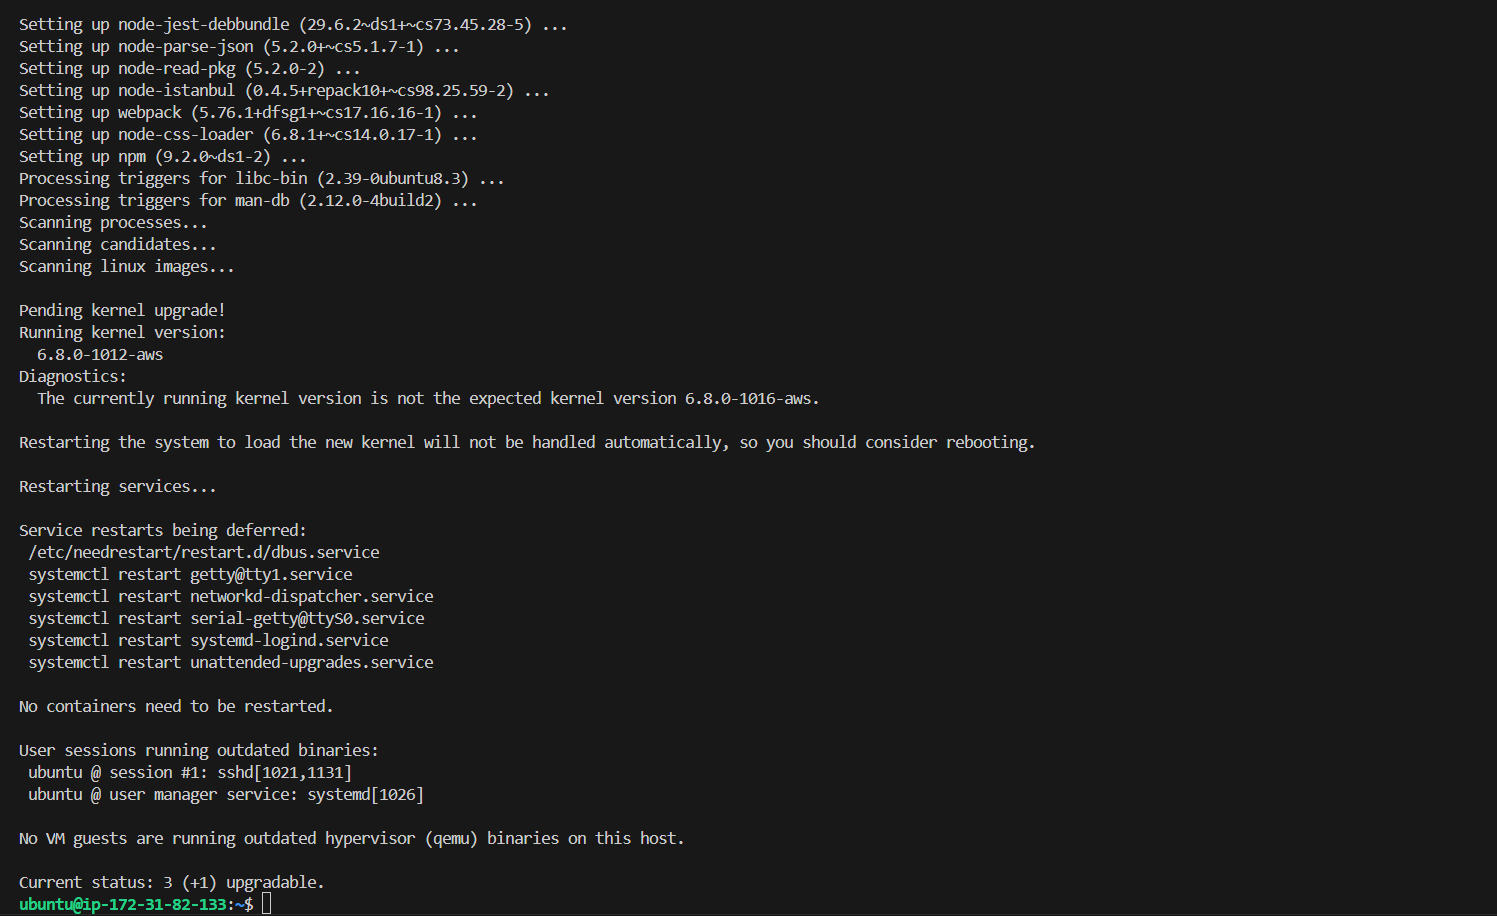 Setting up node-jest-debbundle (29.6.2~ds1+~cs73.45.28-5) ...
Setting up node-parse-json (5.2.0+~cs5.1.7-1) ...
Setting up node-read-pkg (5.2.0-2) ...
Setting up node-istanbul (0.4.5+repack10+~cs98.25.59-2) ...
Setting up webpack (5.76.1+dfsg1+~cs17.16.16-1) ...
Setting up node-css-loader (6.8.1+~cs14.0.17-1) ...
Setting up npm (9.2.0~ds1-2) ...
Processing triggers for libc-bin (2.39-0ubuntu8.3) ...
Processing triggers for man-db (2.12.0-4build2) ...
Scanning processes...
Scanning candidates...
Scanning linux images...

Pending kernel upgrade!
Running kernel version:
  6.8.0-1012-aws
Diagnostics:
  The currently running kernel version is not the expected kernel version 6.8.0-1016-aws.

Restarting the system to load the new kernel will not be handled automatically, so you should consider rebooting.

Restarting services...

Service restarts being deferred:
 /etc/needrestart/restart.d/dbus.service
 systemctl restart getty@tty1.service
 systemctl restart networkd-dispatcher.service
 systemctl restart serial-getty@ttyS0.service
 systemctl restart systemd-logind.service
 systemctl restart unattended-upgrades.service

No containers need to be restarted.

User sessions running outdated binaries:
 ubuntu @ session #1: sshd[1021,1131]
 ubuntu @ user manager service: systemd[1026]

No VM guests are running outdated hypervisor (qemu) binaries on this host.

Current status: 3 (+1) upgradable.
ubuntu@ip-172-31-82-133:~$